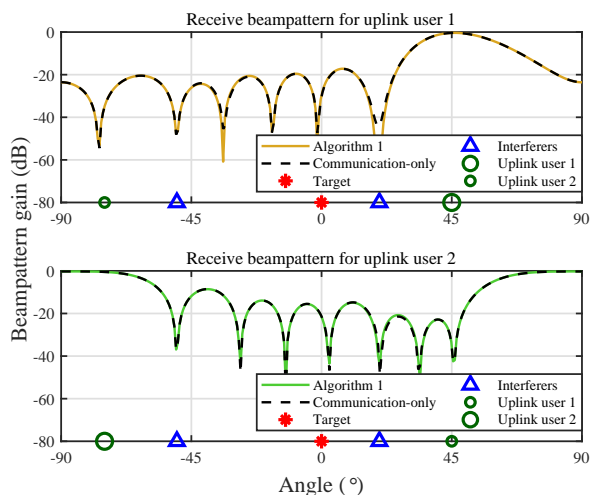 Receive beampattern for uplink user 1
0
-20
-40
-60
-80
Algorithm 1
Communication-only
Target
Interferers
Uplink user 1
Uplink user 2
-90 -45 0 45 90
Beampattern gain (dB)
Receive beampattern for uplink user 2
0
-20
-40
-60
-80
Algorithm 1
Communication-only
Target
Interferers
Uplink user 1
Uplink user 2
-90 -45 0 45 90
Angle (°)